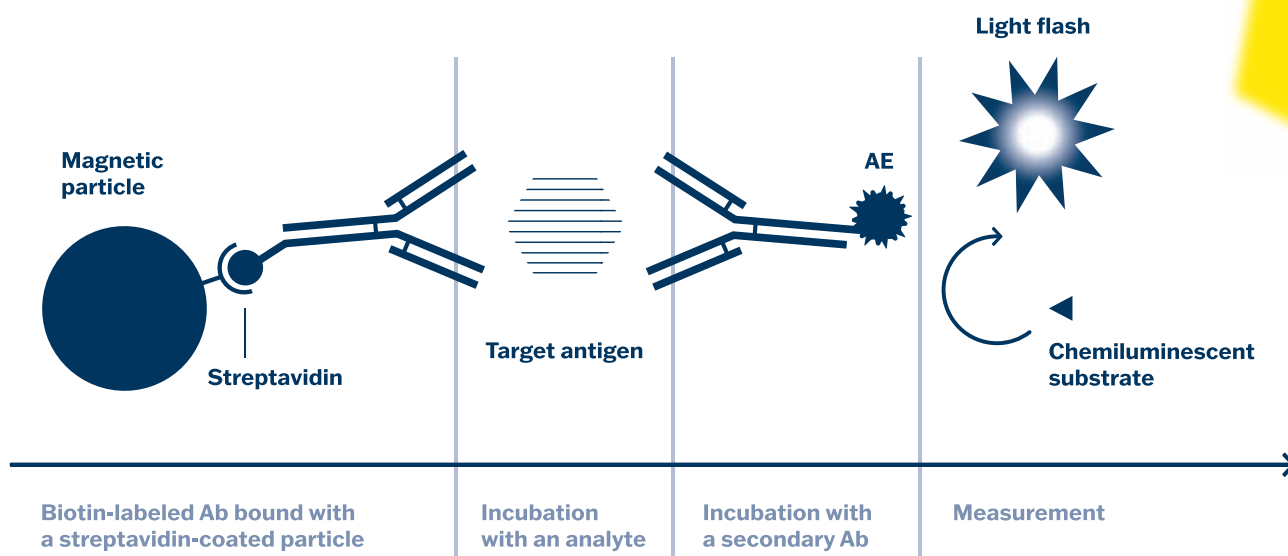 Light flash
Magnetic
particle
AE
Target antigen
Streptavidin
Chemiluminescent
substrate
Biotin-labeled Ab bound with
a streptavidin-coated particle
Incubation
with an analyte
Incubation with
a secondary Ab
Measurement